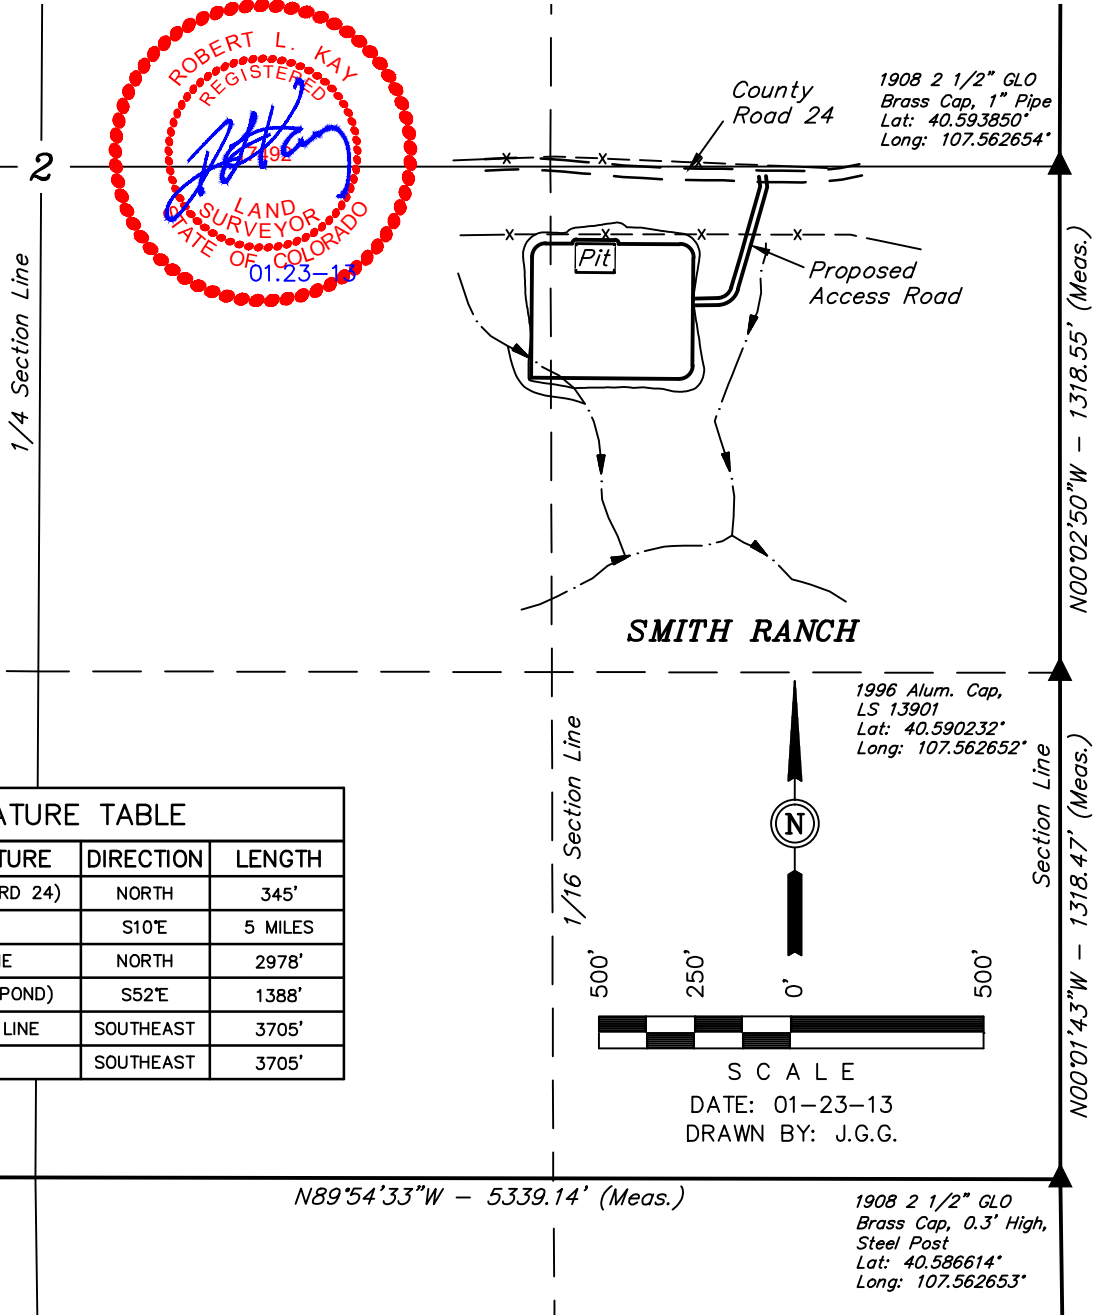 ROBERT L. KAY
REGISTERED
7492
LAND
SURVEYOR
STATE OF COLORADO
01.23-13
2
1/4 Section Line
County
Road 24
1908 2 1/2" GLO
Brass Cap, 1" Pipe
Lat: 40.593850°
Long: 107.562654°
x x x
x x x x
Pit
Proposed
Access Road
N00°02'50"W - 1318.55' (Meas.)
SMITH RANCH
1996 Alum. Cap,
LS 13901
Lat: 40.590232°
Long: 107.562652°
1/16 Section Line
Section Line
N00°01'43"W - 1318.47' (Meas.)
N
ATURE TABLE
TURE DIRECTION LENGTH
RD 24) NORTH 345'
S10°E 5 MILES
E NORTH 2978'
POND) S52°E 1388'
LINE SOUTHEAST 3705'
SOUTHEAST 3705'
500' 250' 0' 500'
SCALE
DATE: 01-23-13
DRAWN BY: J.G.G.
N89°54'33"W - 5339.14' (Meas.)
1908 2 1/2" GLO
Brass Cap, 0.3' High,
Steel Post
Lat: 40.586614°
Long: 107.562653°